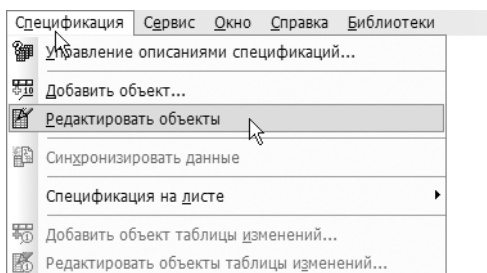 Спецификация Сервис Окно Справка Библиотеки
Управление описаниями спецификаций...
Добавить объект...
Редактировать объекты
Синхронизировать данные
Спецификация на листе
Добавить объект таблицы изменений...
Редактировать объекты таблицы изменений...